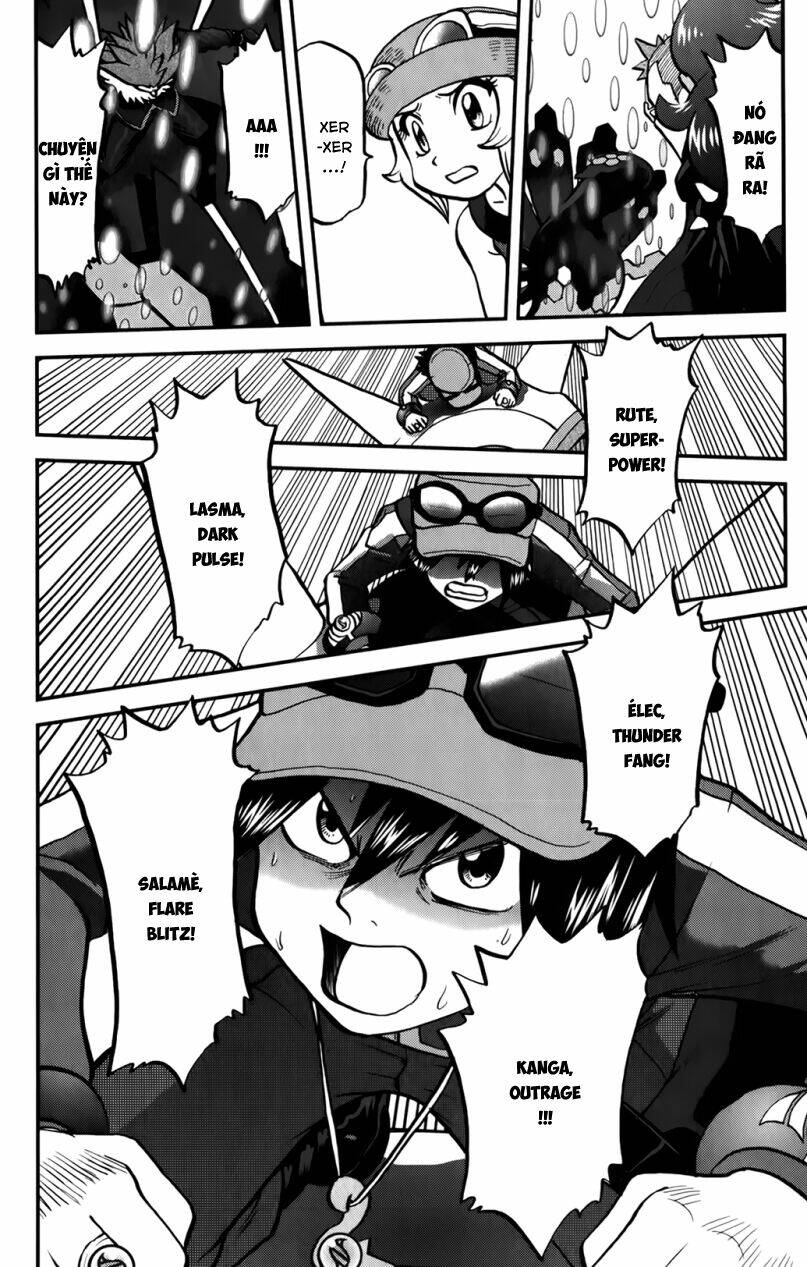 NÓ
ĐANG
RÃ
RA!
XER
-XER
...!
AAA
!!!
CHUYỆN
GÌ THẾ
NÀY?
RUTE,
SUPER-
POWER!
LASMA,
DARK
PULSE!
ÉLEC,
THUNDER
FANG!
SALAMÈ,
FLARE
BLITZ!
KANGA,
OUTRAGE
!!!
N